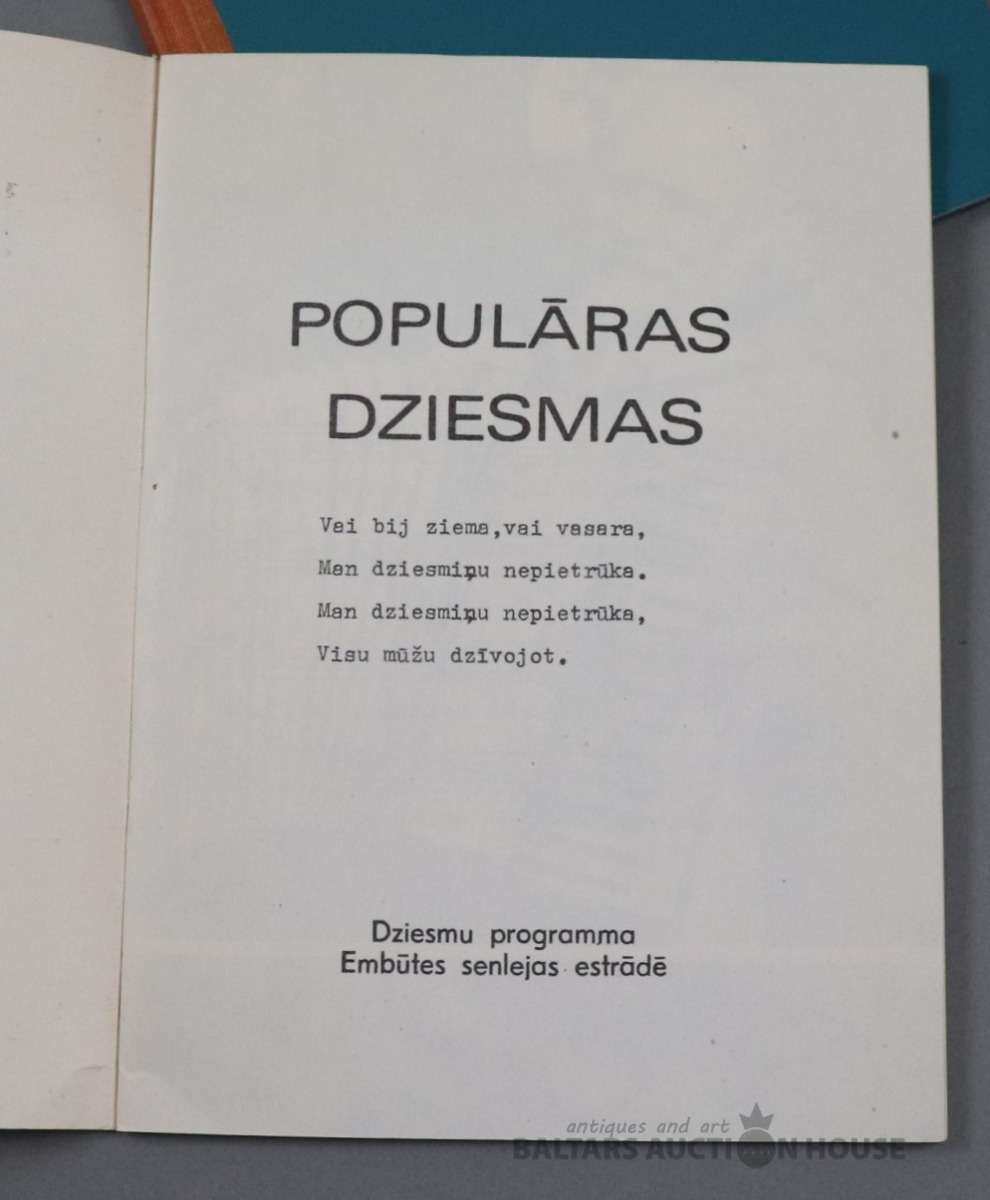 POPULĀRAS
DZIESMAS
Vai bij ziema,vai vasara,
Man dziesmiņu nepietrūka.
Man dziesmiņu nepietrūka,
Visu mūžu dzīvojot.
Dziesmu programma
Embūtes senlejas estrādē
antiques and art
BALTARS AUCTION HOUSE